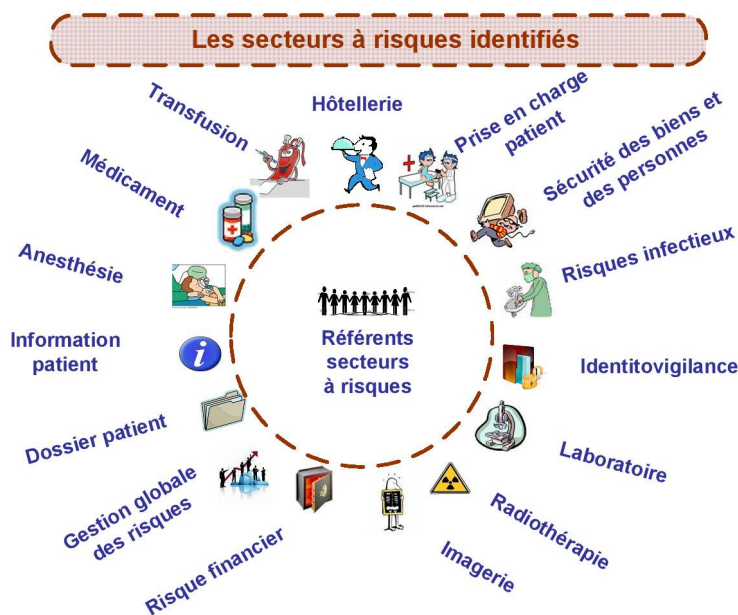 Les secteurs à risques identifiés
Hôtellerie
Prise en charge
patient
Sécurité des biens et
des personnes
Risques infectieux
Identitovigilance
Laboratoire
Radiothérapie
Imagerie
Risque financier
Gestion globale
des risques
Dossier patient
Information
patient
Anesthésie
Médicament
Transfusion
Référents
secteurs
à risques